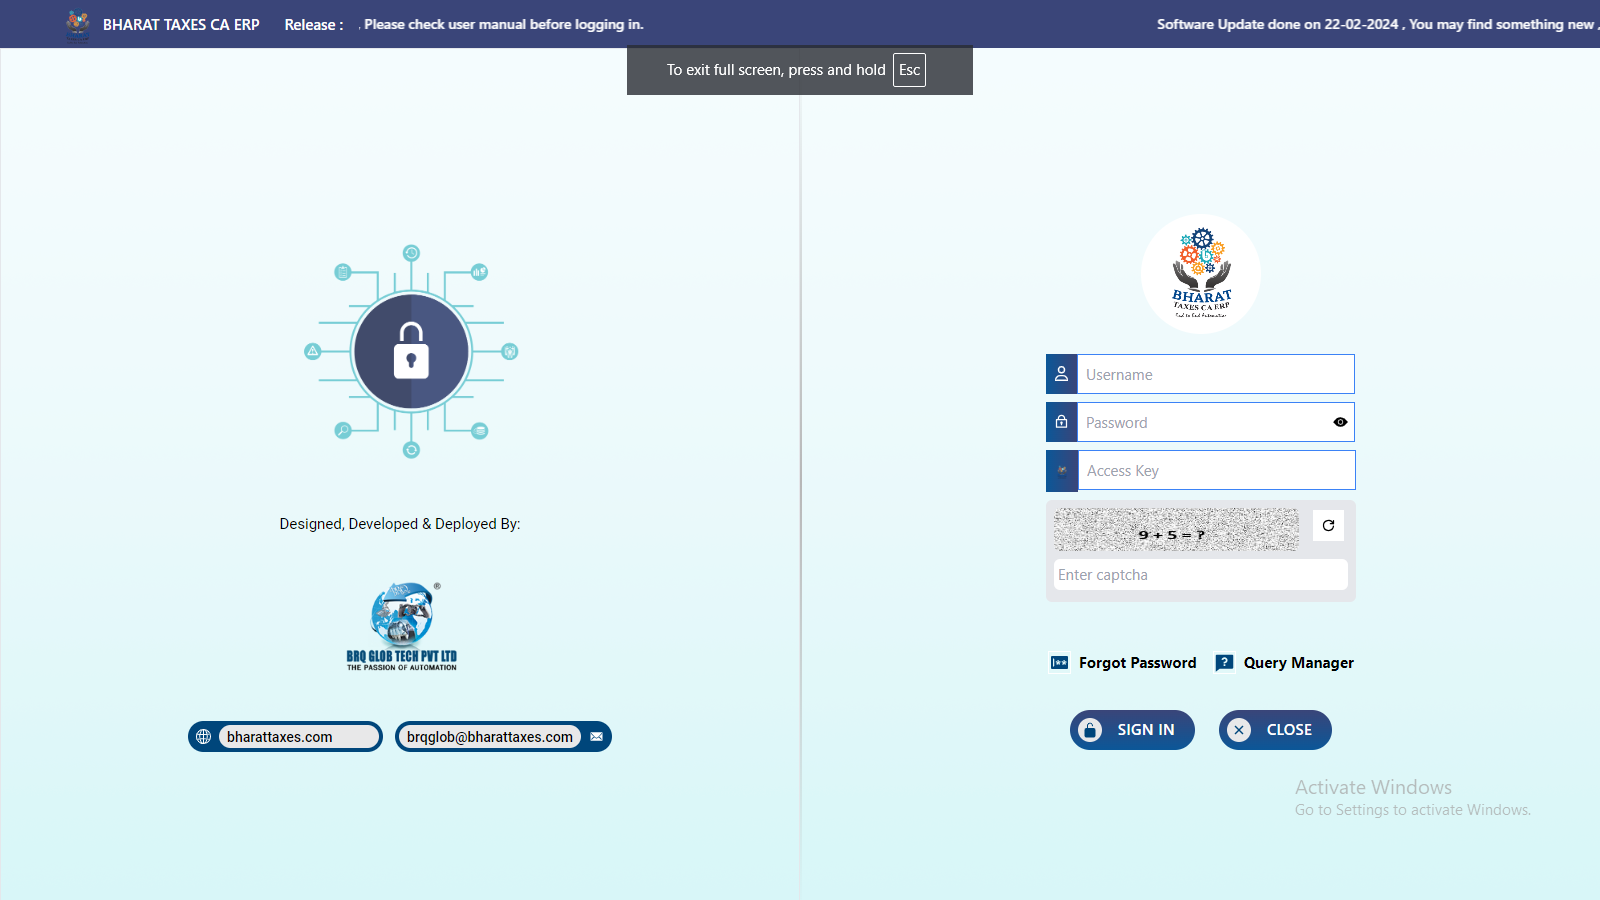 BHARAT TAXES CA ERP
Release :
. Please check user manual before logging in.
Software Update done on 22-02-2024 , You may find something new ,
To exit full screen, press and hold Esc
BHARAT
TAXES CA ERP
End to End Automation
Username
Password
Access Key
9 + 5 = ?
Enter captcha
Forgot Password
Query Manager
SIGN IN
CLOSE
Designed, Developed & Deployed By:
®
BRQ GLOB TECH PVT LTD
THE PASSION OF AUTOMATION
bharattaxes.com
brqglob@bharattaxes.com
Activate Windows
Go to Settings to activate Windows.